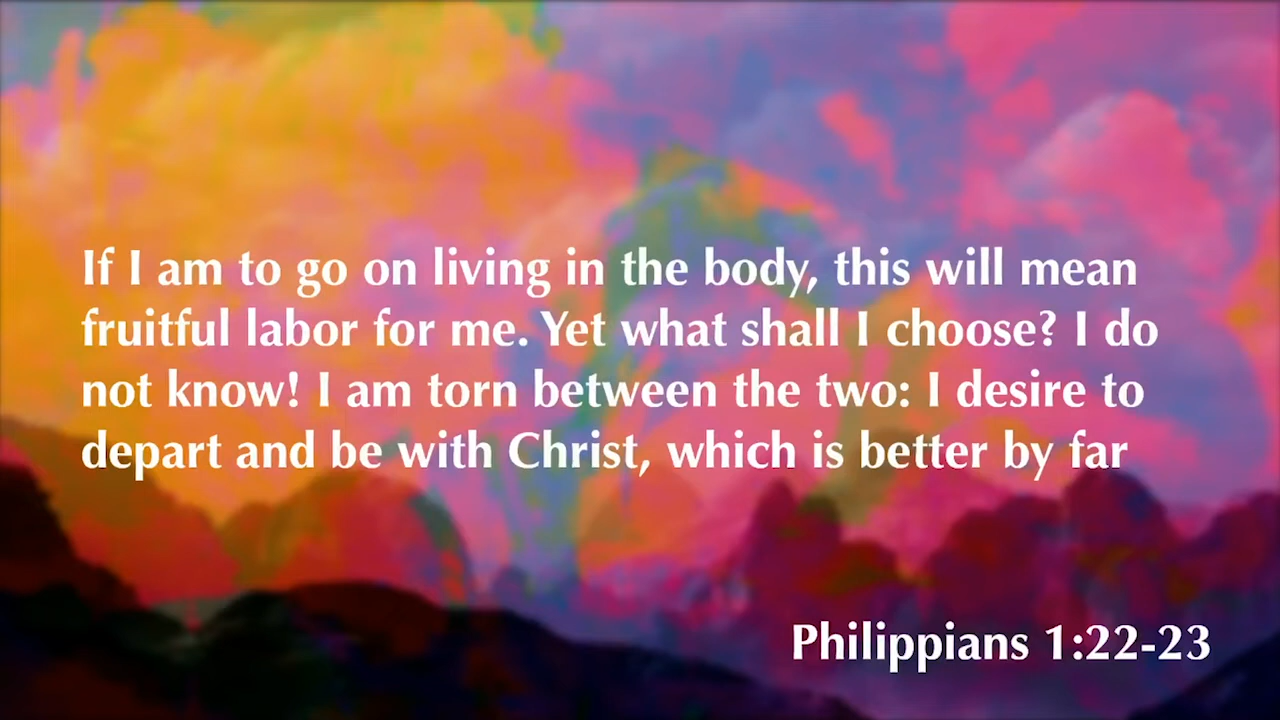 If I am to go on living in the body, this will mean
fruitful labor for me. Yet what shall I choose? I do
not know! I am torn between the two: I desire to
depart and be with Christ, which is better by far
Philippians 1:22-23